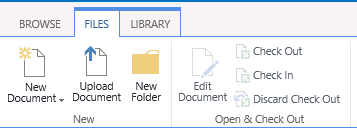 BROWSE FILES LIBRARY
New Document
Upload Document
New Folder
Edit Document
Check Out
Check In
Discard Check Out
New
Open & Check Out